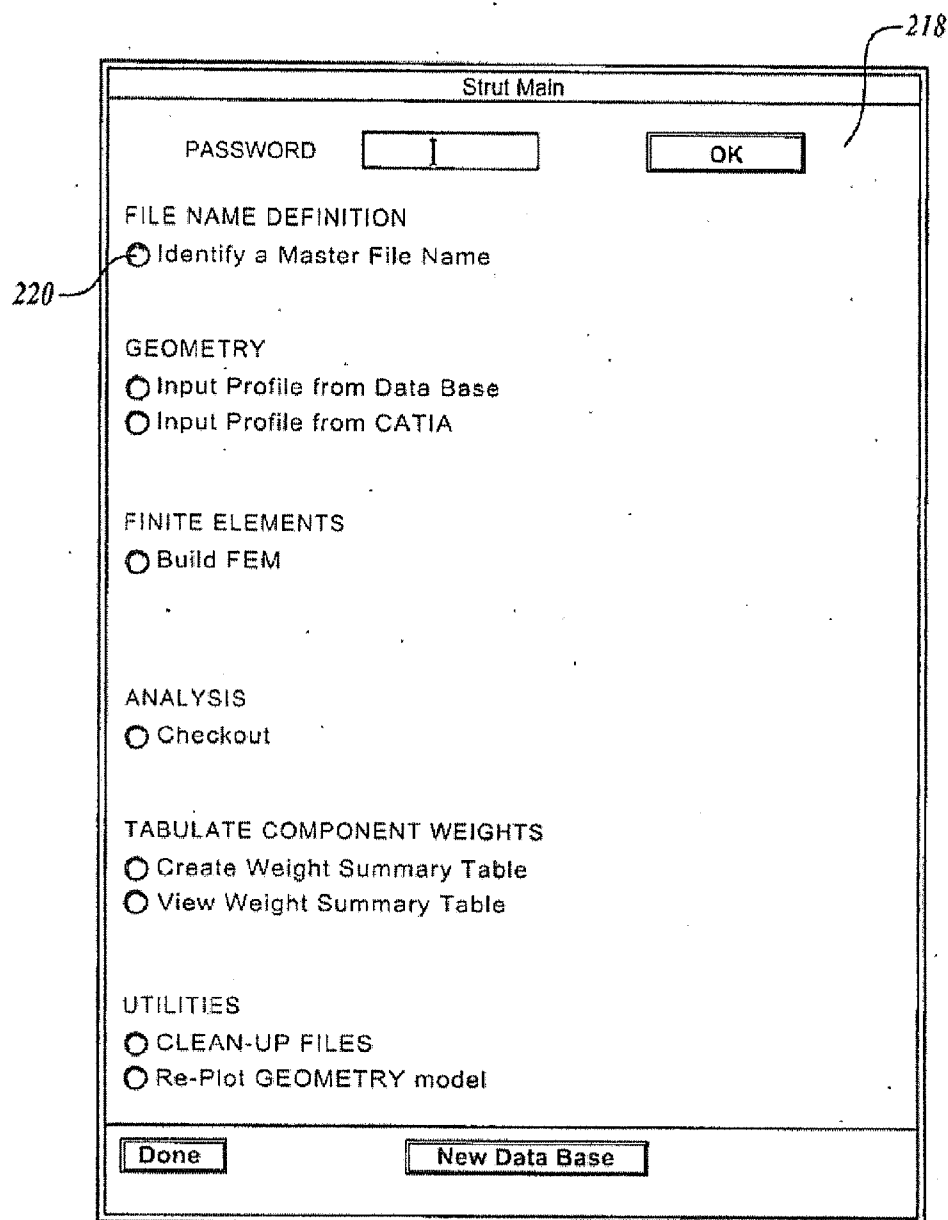 218
Strut Main
PASSWORD OK
FILE NAME DEFINITION
Identify a Master File Name
220
GEOMETRY
Input Profile from Data Base
Input Profile from CATIA
FINITE ELEMENTS
Build FEM
ANALYSIS
Checkout
TABULATE COMPONENT WEIGHTS
Create Weight Summary Table
View Weight Summary Table
UTILITIES
CLEAN-UP FILES
Re-Plot GEOMETRY model
Done New Data Base